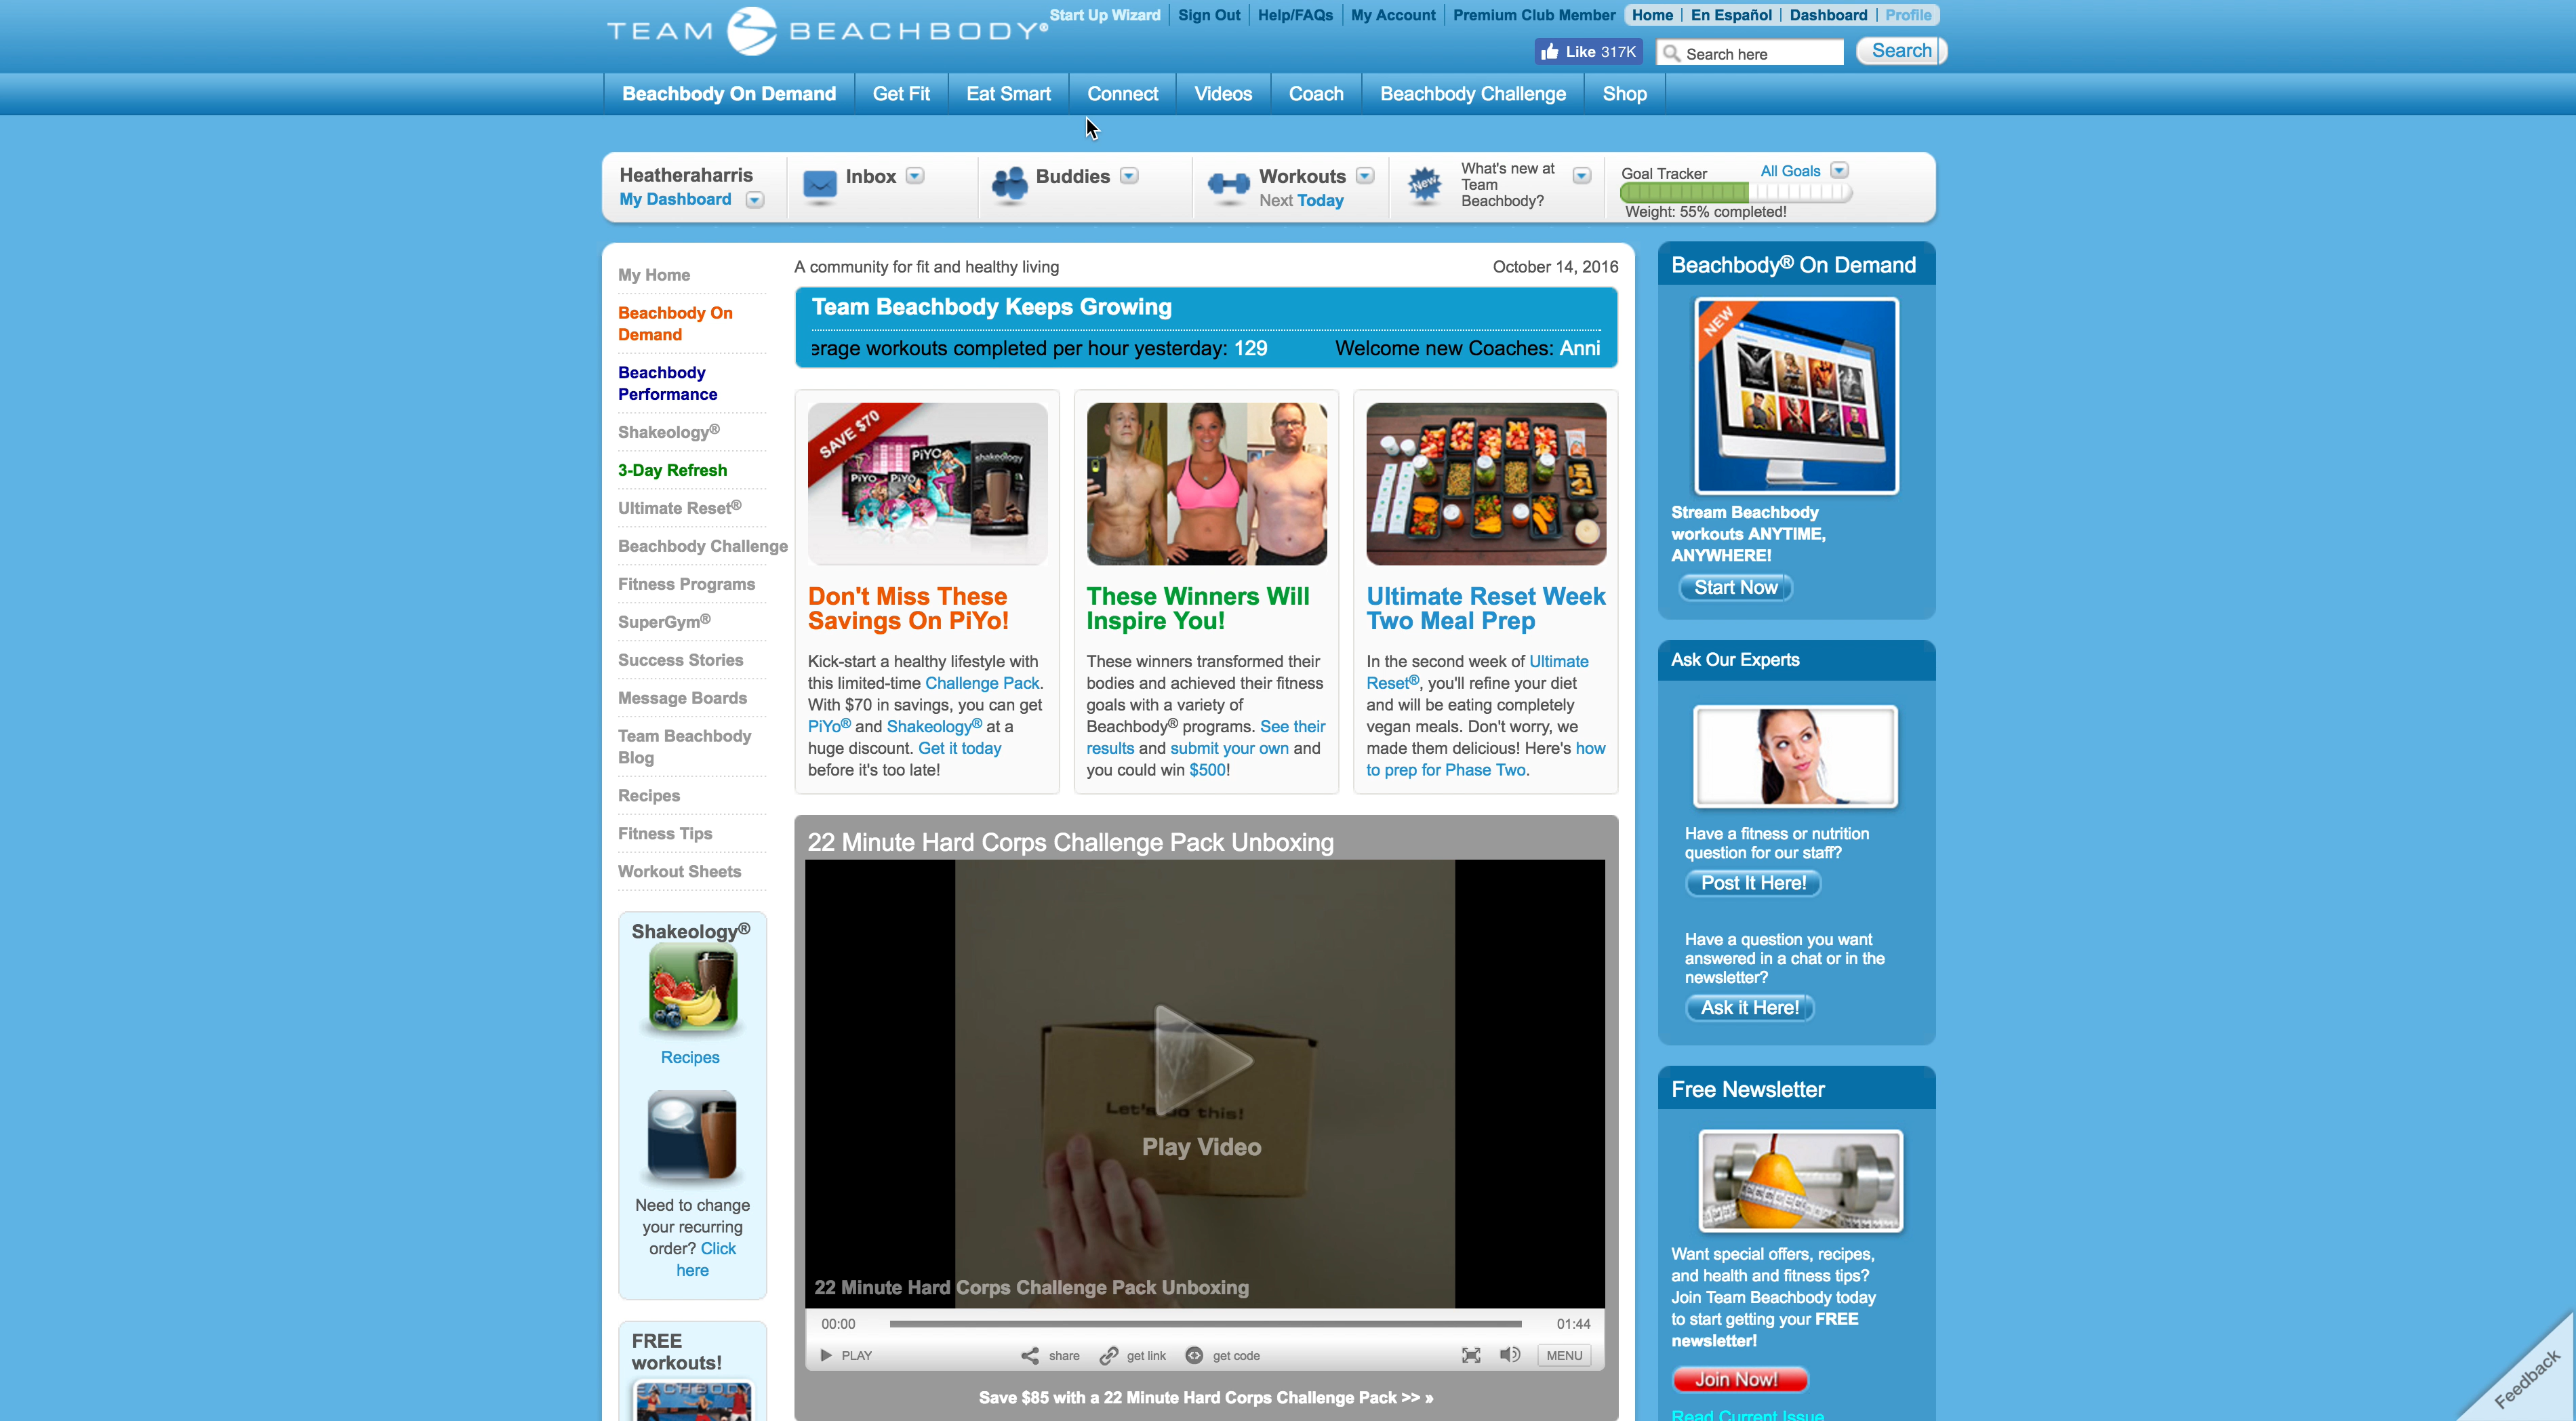 TEAM BEACHBODY®
Start Up Wizard | Sign Out | Help/FAQs | My Account | Premium Club Member
Home | En Español | Dashboard | Profile
Like 317K
Search here
Search
Beachbody On Demand
Get Fit
Eat Smart
Connect
Videos
Coach
Beachbody Challenge
Shop
Heatheraharris
My Dashboard
Inbox
Buddies
Workouts
Next Today
New
What's new at
Team
Beachbody?
Goal Tracker
All Goals
Weight: 55% completed!
My Home
Beachbody On
Demand
Beachbody
Performance
Shakeology®
3-Day Refresh
Ultimate Reset®
Beachbody Challenge
Fitness Programs
SuperGym®
Success Stories
Message Boards
Team Beachbody
Blog
Recipes
Fitness Tips
Workout Sheets
Shakeology®
Recipes
Need to change
your recurring
order? Click
here
FREE
workouts!
A community for fit and healthy living
October 14, 2016
Team Beachbody Keeps Growing
erage workouts completed per hour yesterday: 129
Welcome new Coaches: Anni
SAVE $70
PiYO
PiYO
PiYO
shakeology
Don't Miss These
Savings On PiYo!
Kick-start a healthy lifestyle with
this limited-time Challenge Pack.
With $70 in savings, you can get
PiYo® and Shakeology® at a
huge discount. Get it today
before it's too late!
These Winners Will
Inspire You!
These winners transformed their
bodies and achieved their fitness
goals with a variety of
Beachbody® programs. See their
results and submit your own and
you could win $500!
Ultimate Reset Week
Two Meal Prep
In the second week of Ultimate
Reset®, you'll refine your diet
and will be eating completely
vegan meals. Don't worry, we
made them delicious! Here's how
to prep for Phase Two.
22 Minute Hard Corps Challenge Pack Unboxing
Let's do this!
Play Video
22 Minute Hard Corps Challenge Pack Unboxing
00:00
01:44
PLAY
share
get link
get code
MENU
Save $85 with a 22 Minute Hard Corps Challenge Pack >> »
Beachbody® On Demand
NEW
Stream Beachbody
workouts ANYTIME,
ANYWHERE!
Start Now
Ask Our Experts
Have a fitness or nutrition
question for our staff?
Post It Here!
Have a question you want
answered in a chat or in the
newsletter?
Ask it Here!
Free Newsletter
Want special offers, recipes,
and health and fitness tips?
Join Team Beachbody today
to start getting your FREE
newsletter!
Join Now!
Read Current Issue
Feedback